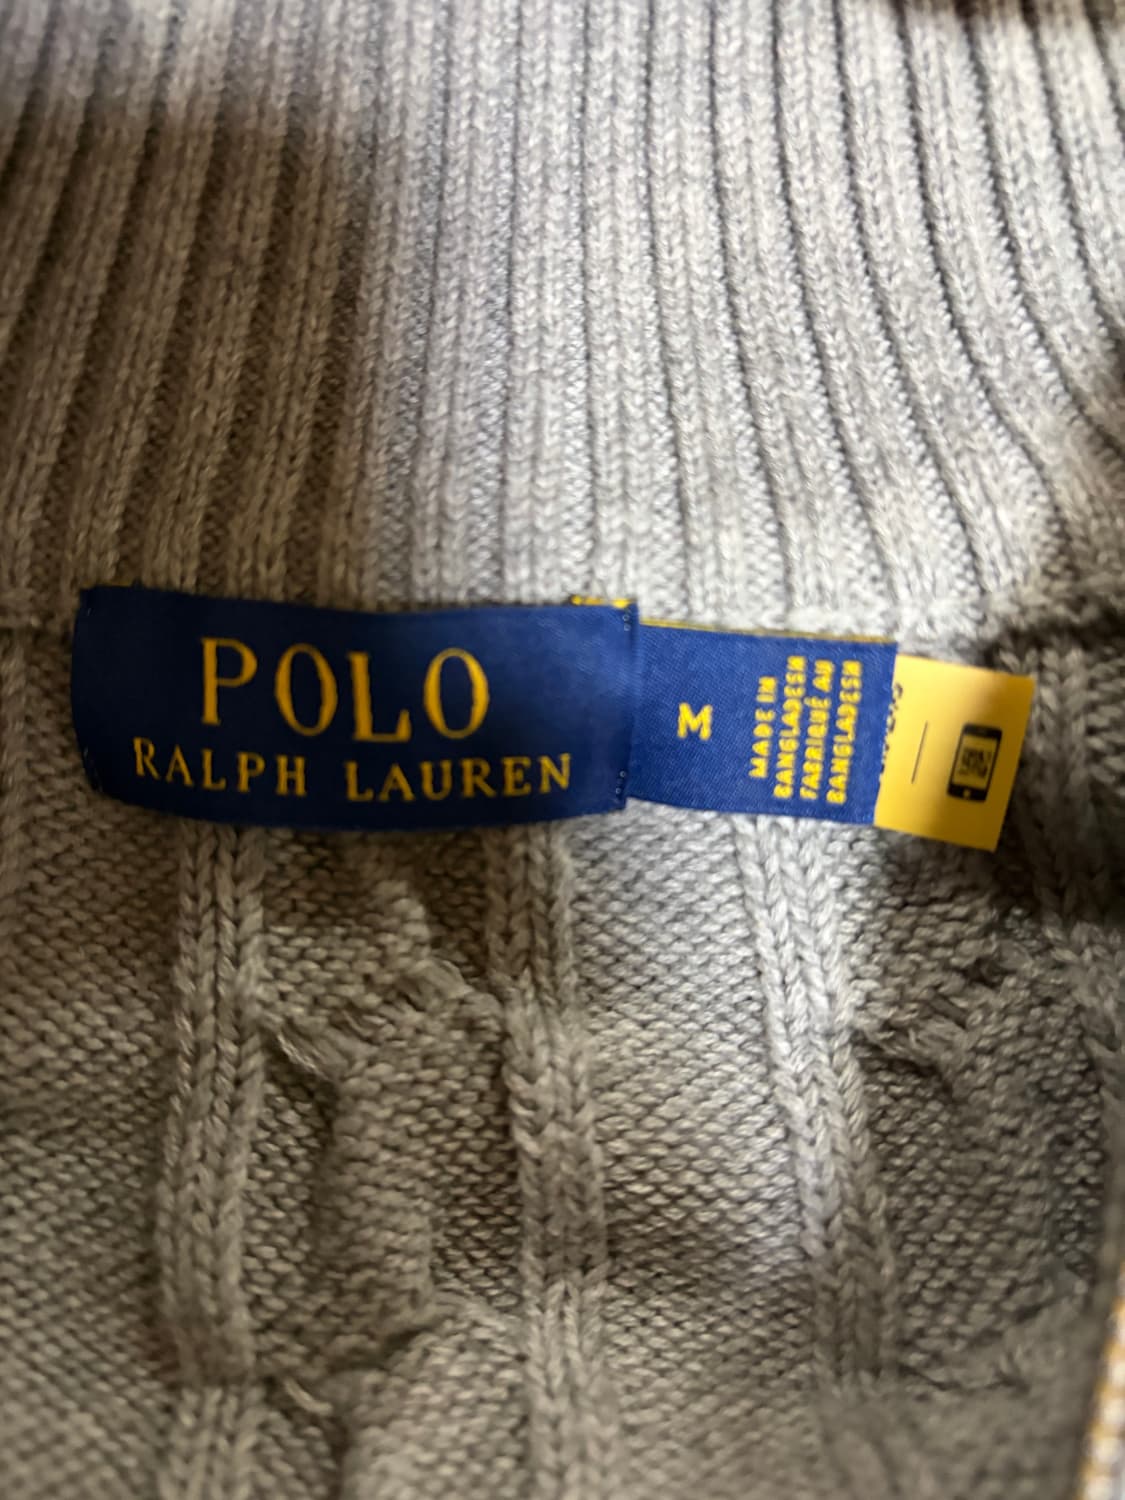 POLO
RALPH LAUREN
M
MADE IN
BANGLADESH
FABRIQUÉ AU
BANGLADESH